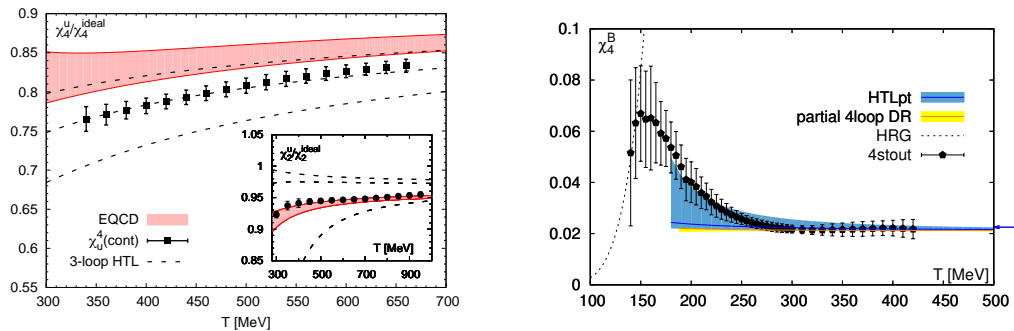 χ₄ᵘ/χ₄ⁱᵈᵉᵃˡ
0.9
0.85
0.8
0.75
0.7
0.65
0.6
0.55
EQCD
χᵤ⁴(cont)
3-loop HTL
300 350 400 450 500 550 600 650 700
T [MeV]
1.05
1
0.95
0.9
0.85
χ₂ᵘ/χ₂ⁱᵈᵉᵃˡ
T [MeV]
300 500 700 900
χ₄ᴮ
0.1
0.08
0.06
0.04
0.02
0
HTLpt
partial 4loop DR
HRG
4stout
T [MeV]
100 150 200 250 300 350 400 450 500